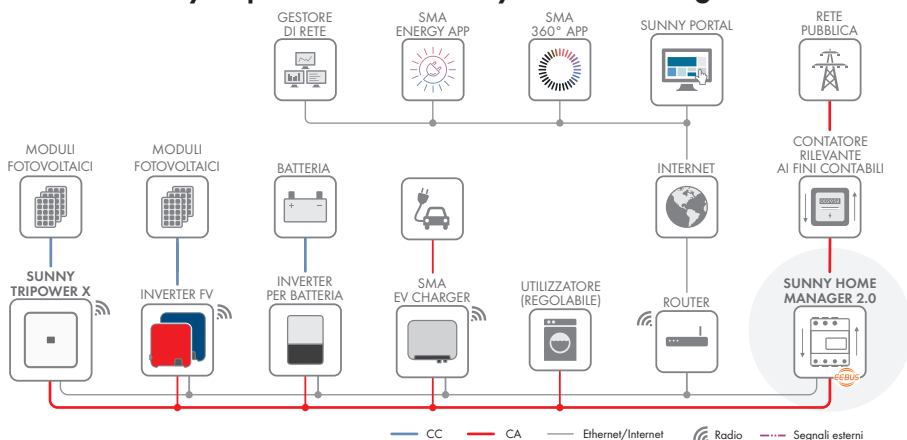 GESTORE
DI RETE
SMA
ENERGY APP
SMA
360° APP
SUNNY PORTAL
RETE
PUBBLICA
MODULI
FOTOVOLTAICI
MODULI
FOTOVOLTAICI
BATTERIA
INTERNET
CONTATORE
RILEVANTE
AI FINI CONTABILI
SUNNY
TRIPOWER X
INVERTER FV
INVERTER
PER BATTERIA
SMA
EV CHARGER
UTILIZZATORE
(REGOLABILE)
ROUTER
SUNNY HOME
MANAGER 2.0
EEBUS
CC
CA
Ethernet/Internet
Radio
Segnali esterni